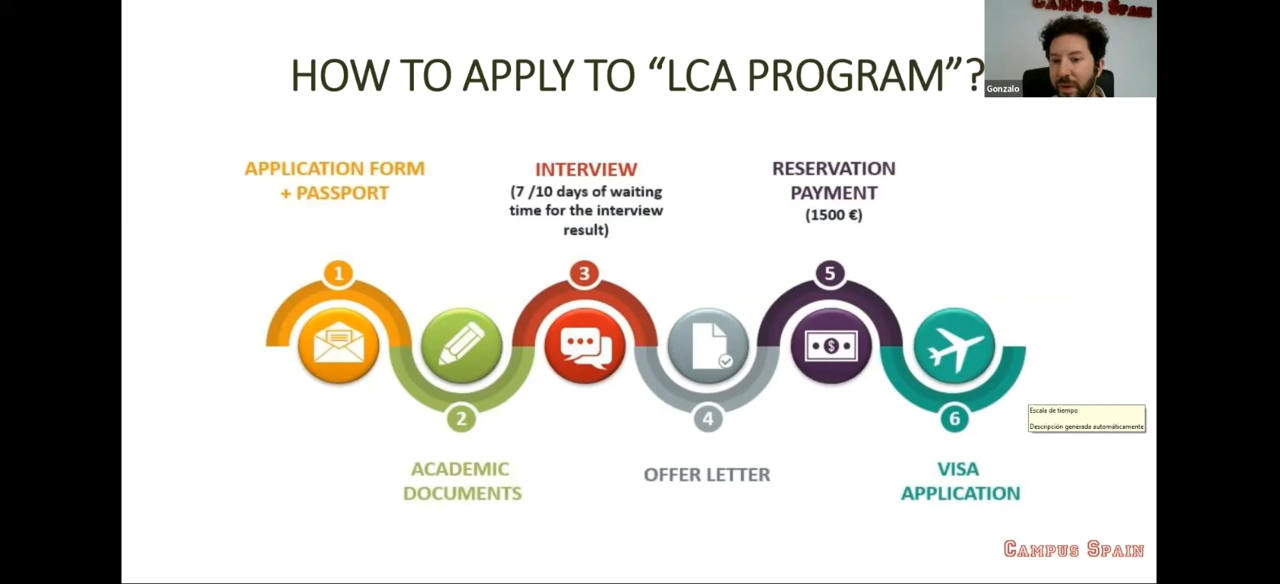 CAMPUS SPAIN
Gonzalo
HOW TO APPLY TO “LCA PROGRAM”?
APPLICATION FORM
+ PASSPORT
INTERVIEW
(7 /10 days of waiting
time for the interview
result)
RESERVATION
PAYMENT
(1500 €)
1
3
5
$
2
4
6
Escala de tiempo
Descripción generada automáticamente
ACADEMIC
DOCUMENTS
OFFER LETTER
VISA
APPLICATION
CAMPUS SPAIN